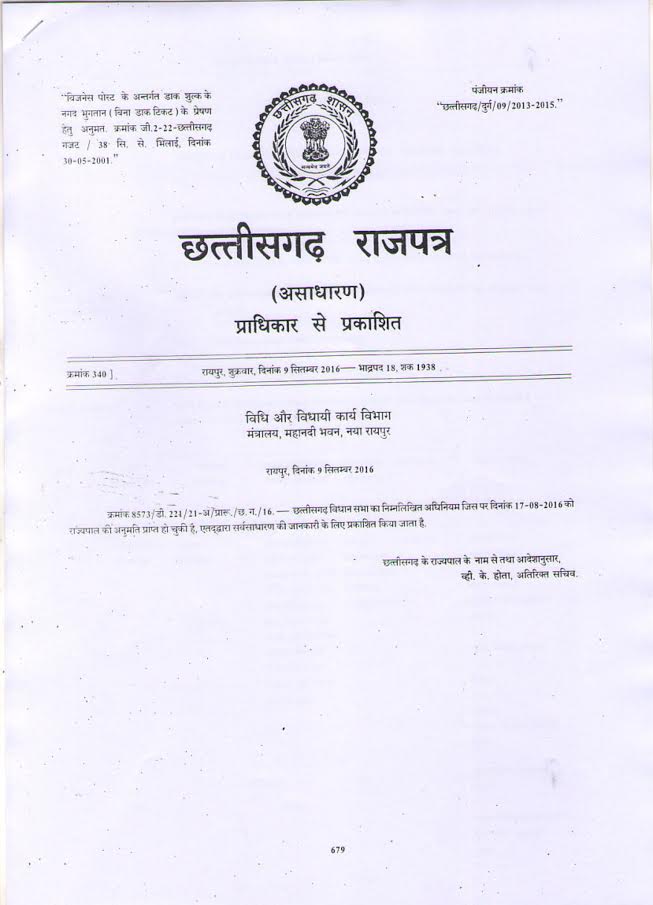 "बिजनेस पोस्ट के अन्तर्गत डाक शुल्क के
नगद भुगतान ( बिना डाक टिकट ) के प्रेषण
हेतु अनुमत. क्रमांक जी.2-22-छत्तीसगढ़
गजट / 38 सि. से. भिलाई, दिनांक
30-05-2001."
पंजीयन क्रमांक
"छत्तीसगढ़/दुर्ग/09/2013-2015."
छत्तीसगढ़ शासन
सत्यमेव जयते
छत्तीसगढ़ राजपत्र
(असाधारण)
प्राधिकार से प्रकाशित
क्रमांक 340 ]
रायपुर, शुक्रवार, दिनांक 9 सितम्बर 2016— भाद्रपद 18, शक 1938
विधि और विधायी कार्य विभाग
मंत्रालय, महानदी भवन, नया रायपुर
रायपुर, दिनांक 9 सितम्बर 2016
क्रमांक 8573/डी. 221/21-अ/प्रारू./छ. ग./16. — छत्तीसगढ़ विधान सभा का निम्नलिखित अधिनियम जिस पर दिनांक 17-08-2016 को
राज्यपाल की अनुमति प्राप्त हो चुकी है, एतद्द्वारा सर्वसाधारण की जानकारी के लिए प्रकाशित किया जाता है.
छत्तीसगढ़ के राज्यपाल के नाम से तथा आदेशानुसार,
व्ही. के. होता, अतिरिक्त सचिव.
679